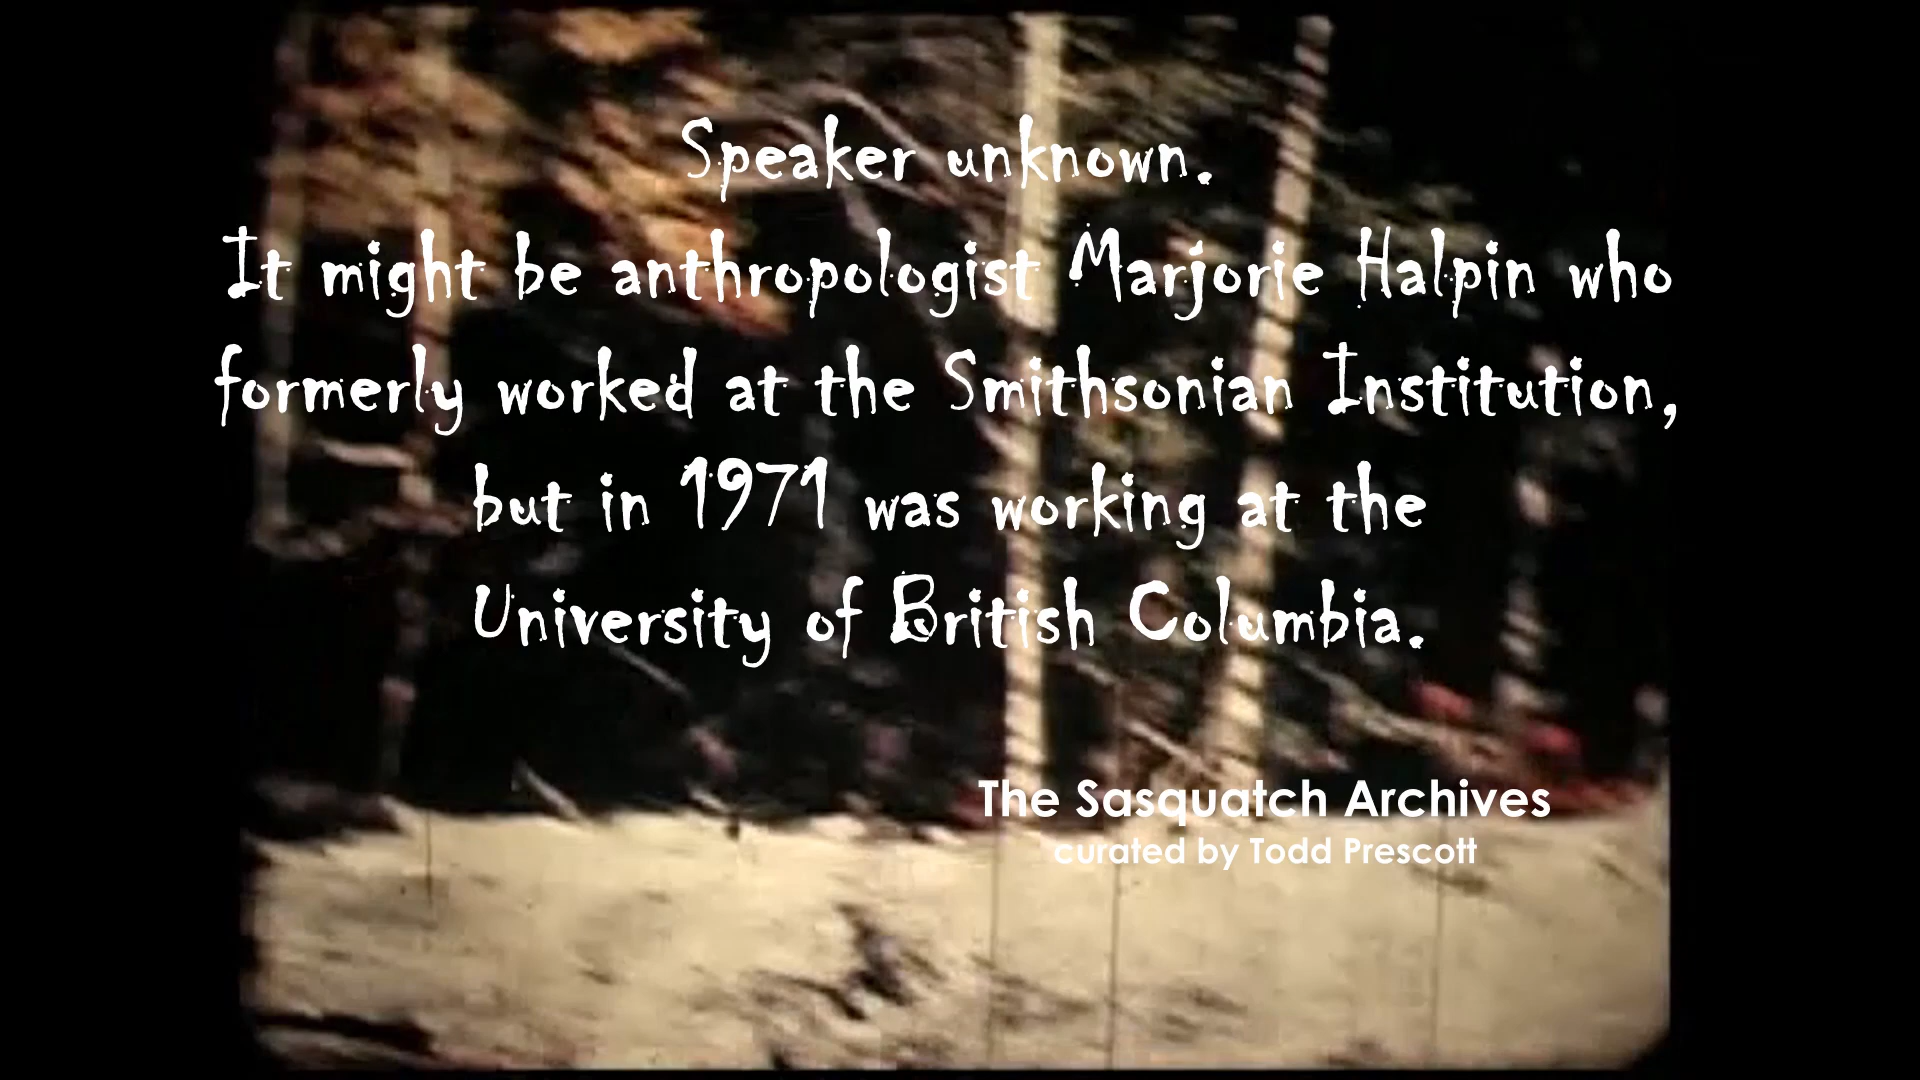 Speaker unknown.
It might be anthropologist Marjorie Halpin who
formerly worked at the Smithsonian Institution,
but in 1971 was working at the
University of British Columbia.
The Sasquatch Archives
curated by Todd Prescott